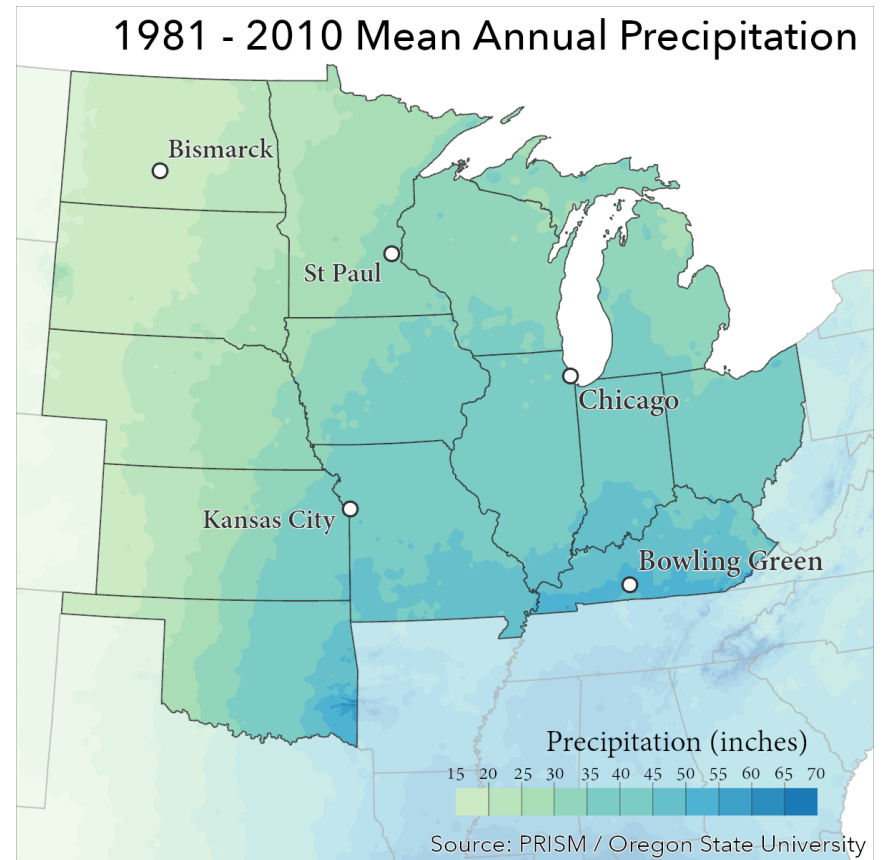 1981 - 2010 Mean Annual Precipitation
Bismarck
St Paul
Chicago
Kansas City
Bowling Green
Precipitation (inches)
15 20 25 30 35 40 45 50 55 60 65 70
Source: PRISM / Oregon State University